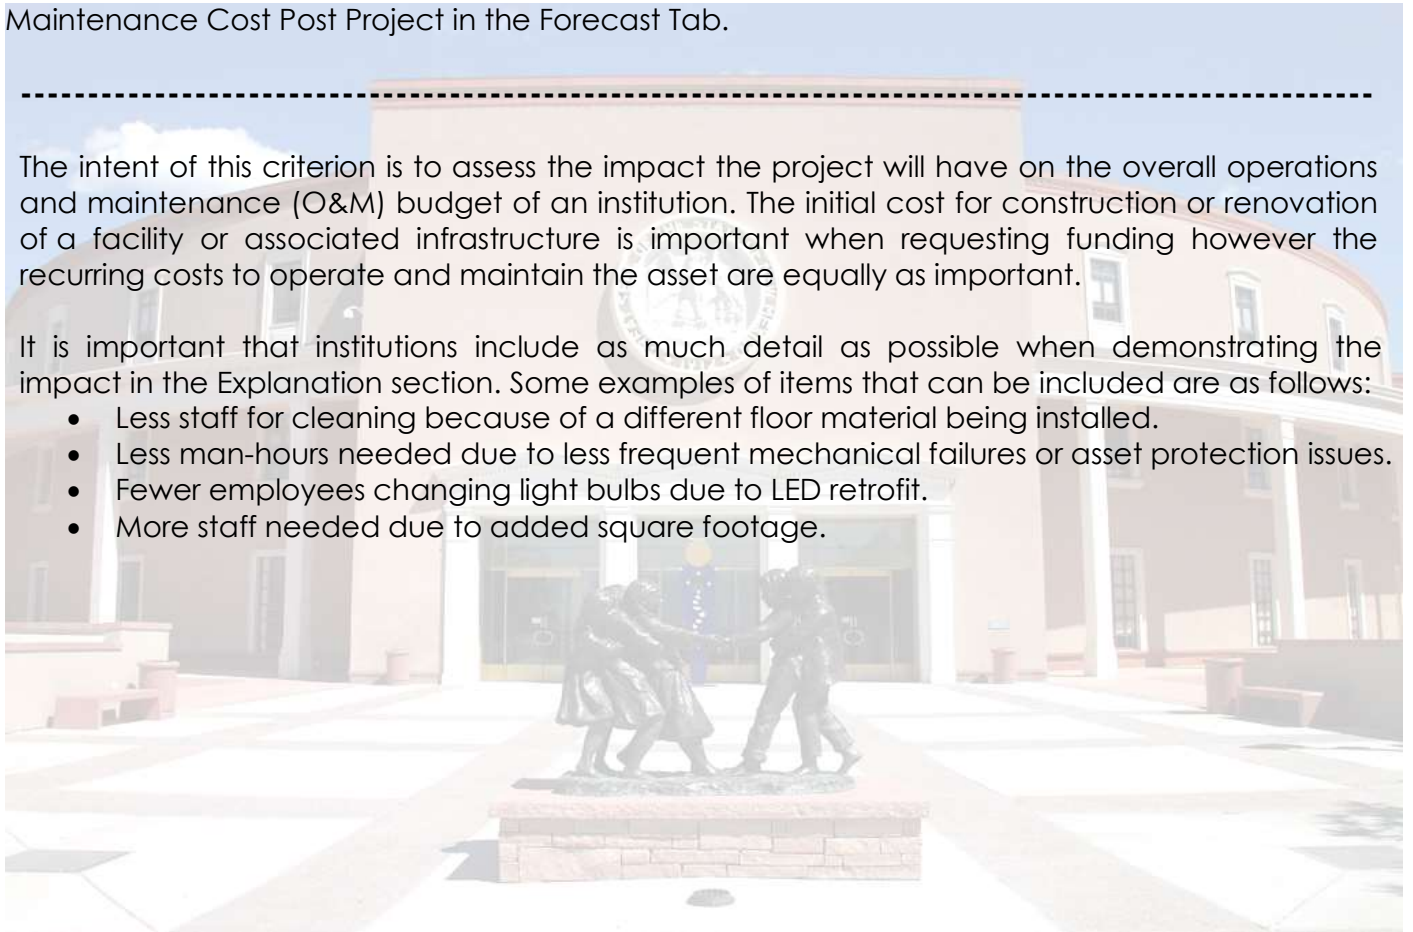 Maintenance Cost Post Project in the Forecast Tab.
-----------------------------------------------------------------------------------------------------
The intent of this criterion is to assess the impact the project will have on the overall operations
and maintenance (O&M) budget of an institution. The initial cost for construction or renovation
of a facility or associated infrastructure is important when requesting funding however the
recurring costs to operate and maintain the asset are equally as important.
It is important that institutions include as much detail as possible when demonstrating the
impact in the Explanation section. Some examples of items that can be included are as follows:
• Less staff for cleaning because of a different floor material being installed.
• Less man-hours needed due to less frequent mechanical failures or asset protection issues.
• Fewer employees changing light bulbs due to LED retrofit.
• More staff needed due to added square footage.